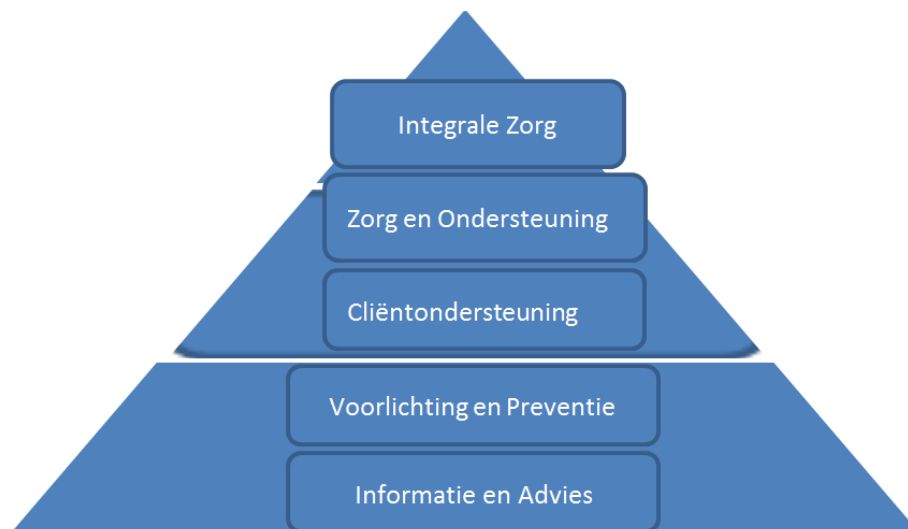 Integrale Zorg
Zorg en Ondersteuning
Cliëntondersteuning
Voorlichting en Preventie
Informatie en Advies